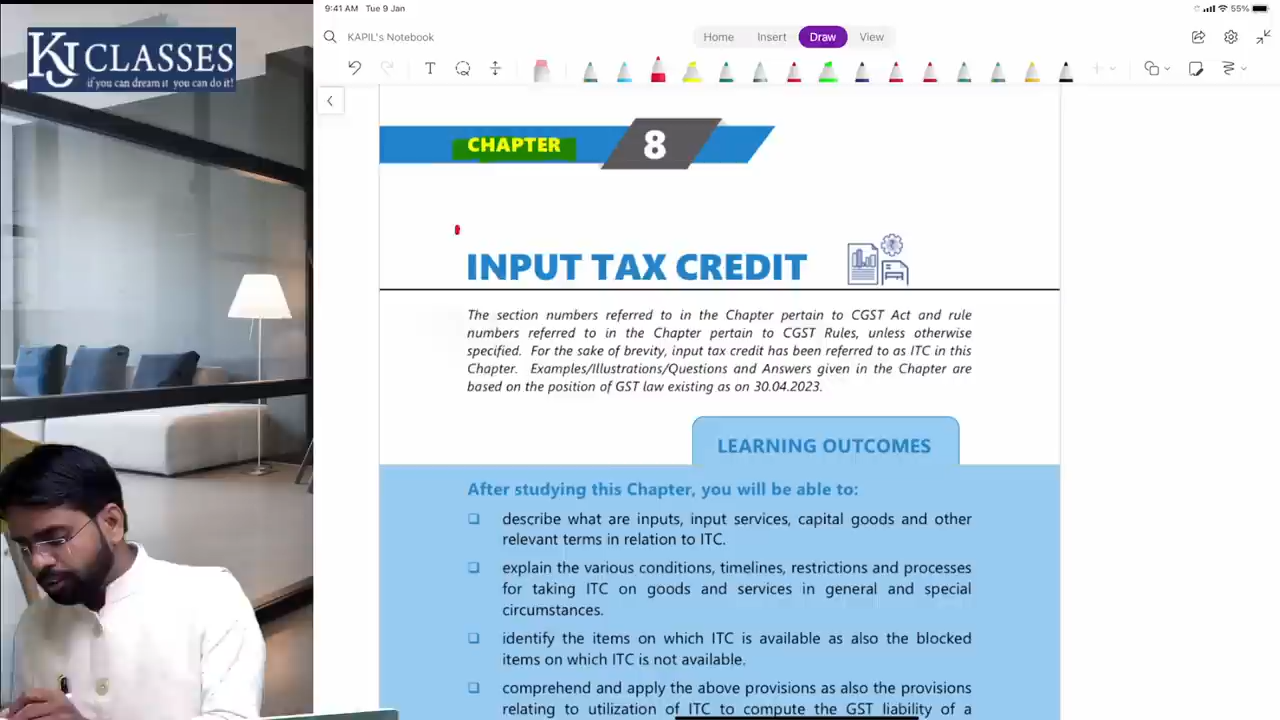 9:41 AM Tue 9 Jan
55%
KJ CLASSES
if you can dream it you can do it!
KAPIL's Notebook
Home Insert Draw View
CHAPTER 8
INPUT TAX CREDIT
The section numbers referred to in the Chapter pertain to CGST Act and rule
numbers referred to in the Chapter pertain to CGST Rules, unless otherwise
specified. For the sake of brevity, input tax credit has been referred to as ITC in this
Chapter. Examples/Illustrations/Questions and Answers given in the Chapter are
based on the position of GST law existing as on 30.04.2023.
LEARNING OUTCOMES
After studying this Chapter, you will be able to:
describe what are inputs, input services, capital goods and other
relevant terms in relation to ITC.
explain the various conditions, timelines, restrictions and processes
for taking ITC on goods and services in general and special
circumstances.
identify the items on which ITC is available as also the blocked
items on which ITC is not available.
comprehend and apply the above provisions as also the provisions
relating to utilization of ITC to compute the GST liability of a